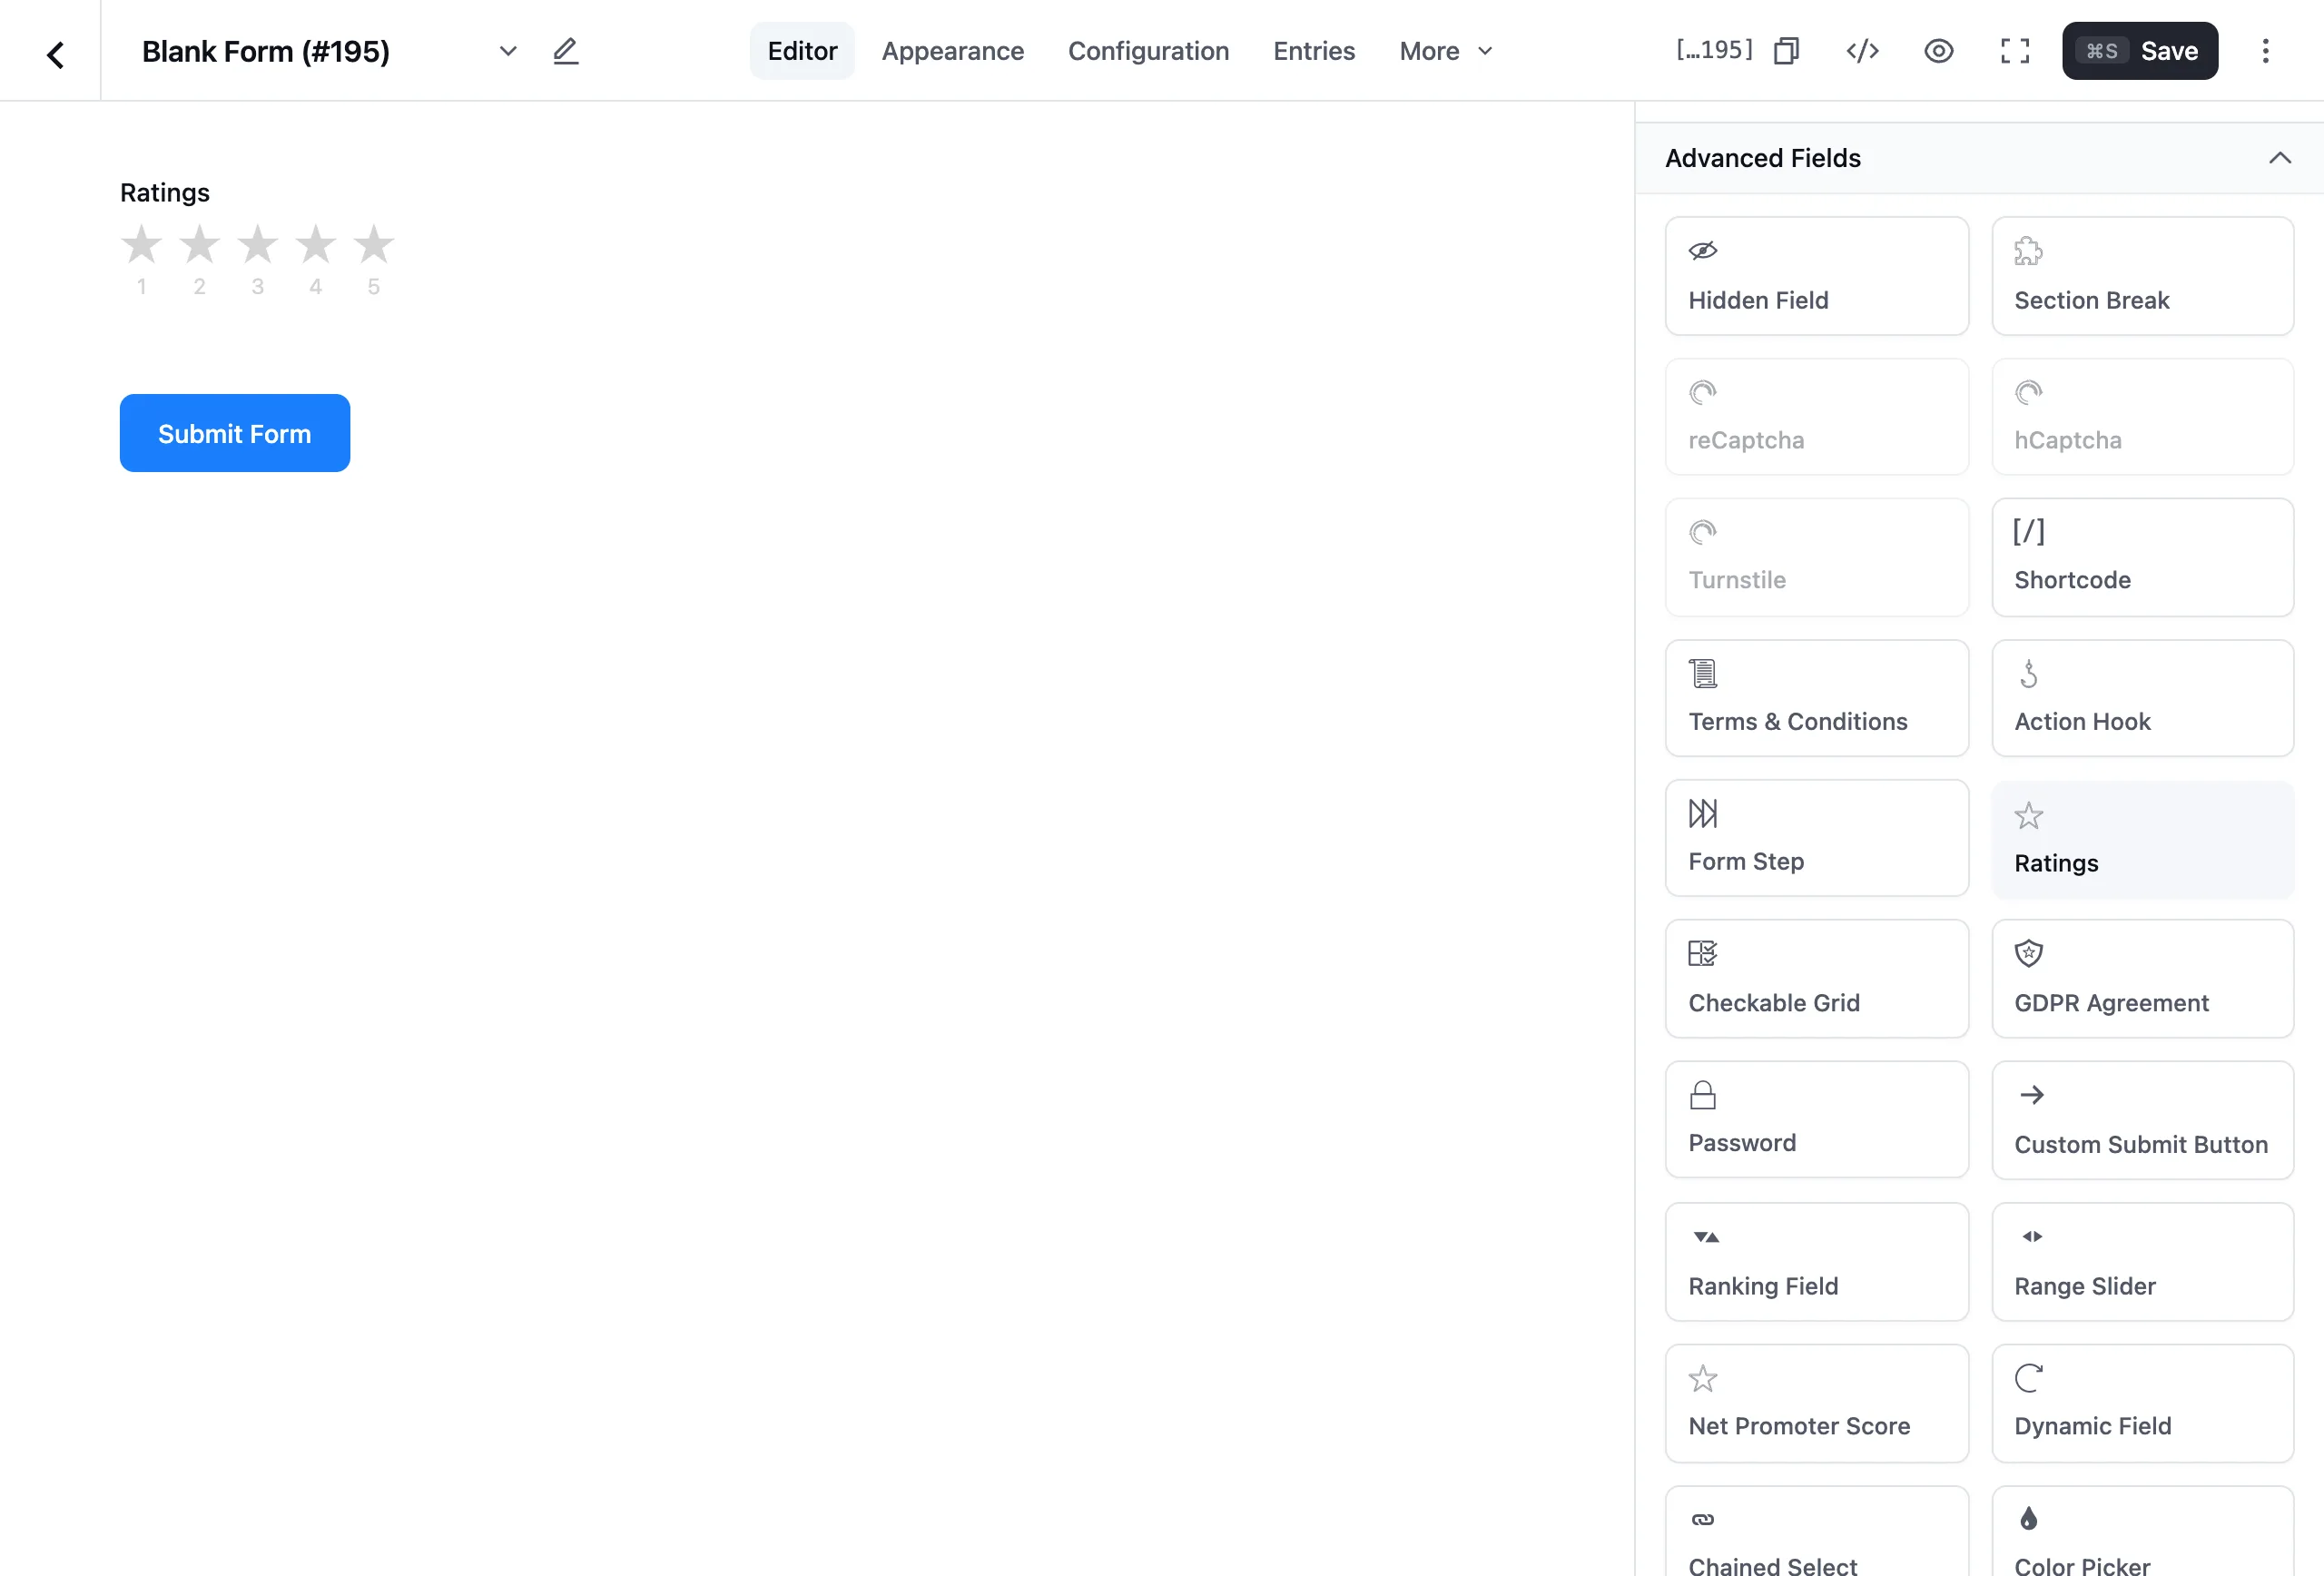 Blank Form (#195)
Editor
Appearance
Configuration
Entries
More
[...195]
</>
⌘S Save
Ratings
1 2 3 4 5
Submit Form
Advanced Fields
Hidden Field
Section Break
reCaptcha
hCaptcha
Turnstile
[/]
Shortcode
Terms & Conditions
Action Hook
Form Step
Ratings
Checkable Grid
GDPR Agreement
Password
Custom Submit Button
Ranking Field
Range Slider
Net Promoter Score
Dynamic Field
Chained Select
Color Picker